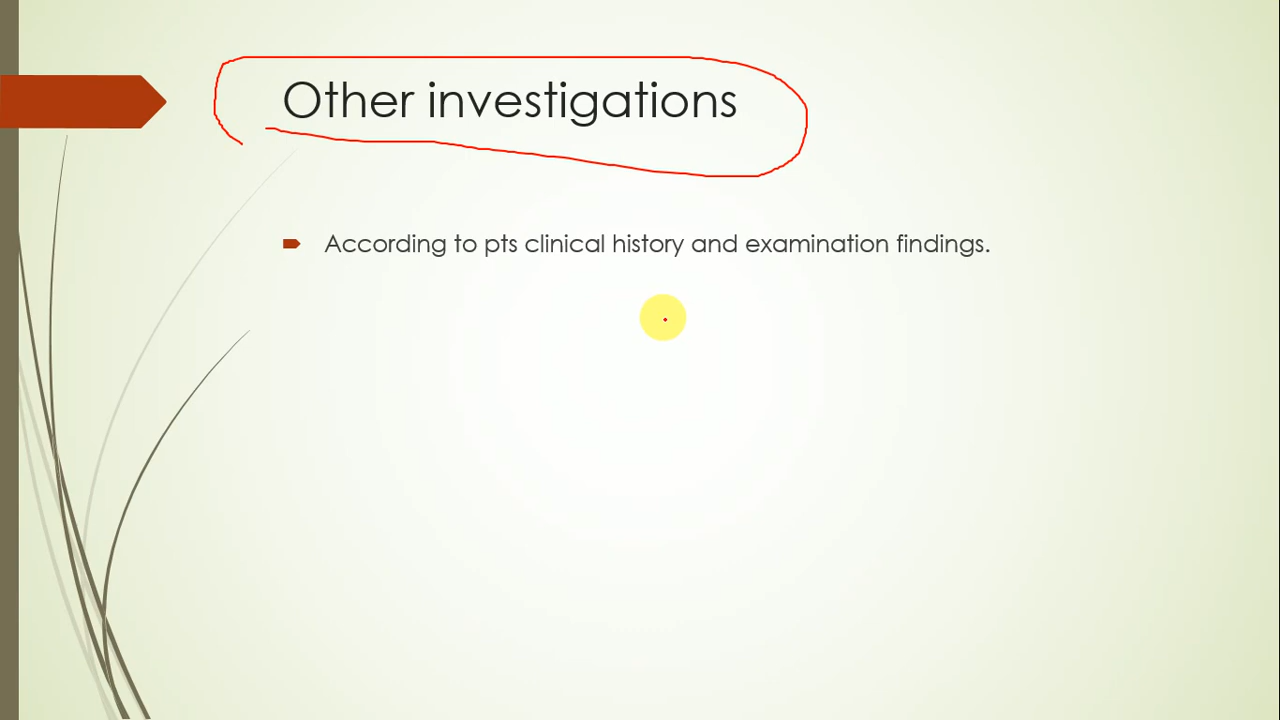 Other investigations
According to pts clinical history and examination findings.